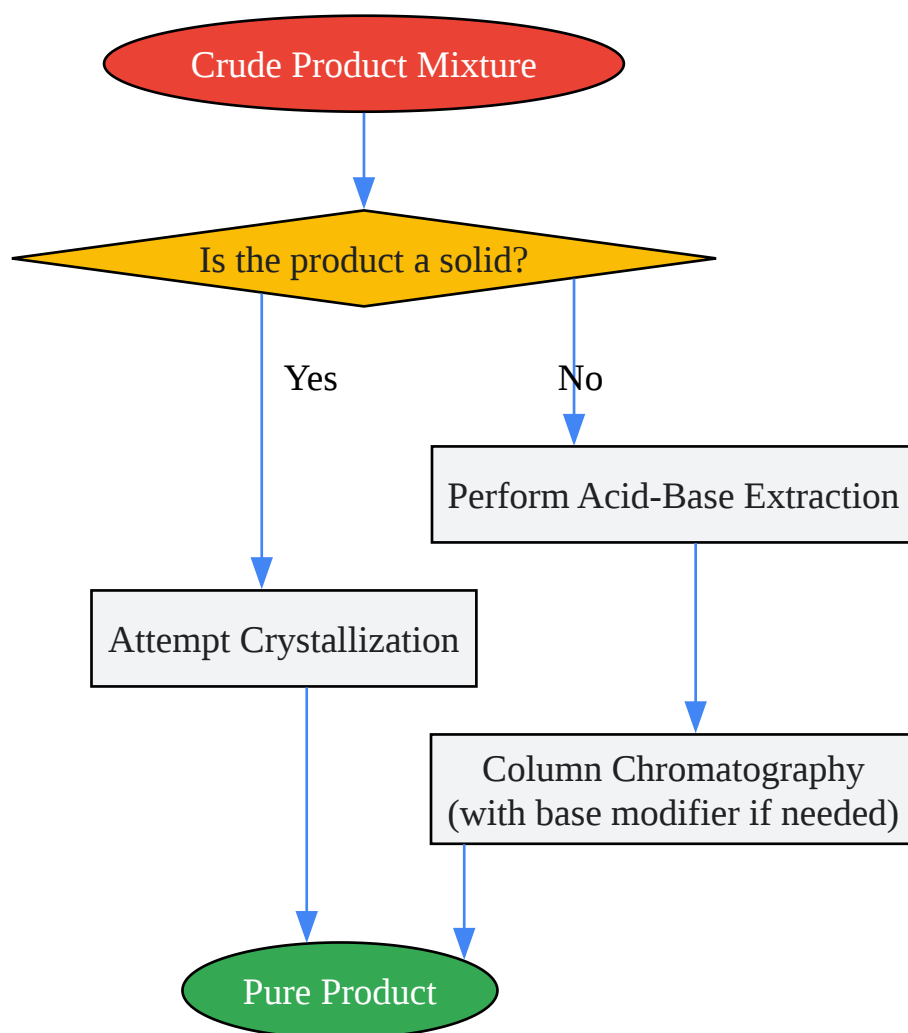 Crude Product Mixture
Is the product a solid?
Yes
No
Perform Acid-Base Extraction
Attempt Crystallization
Column Chromatography
(with base modifier if needed)
Pure Product